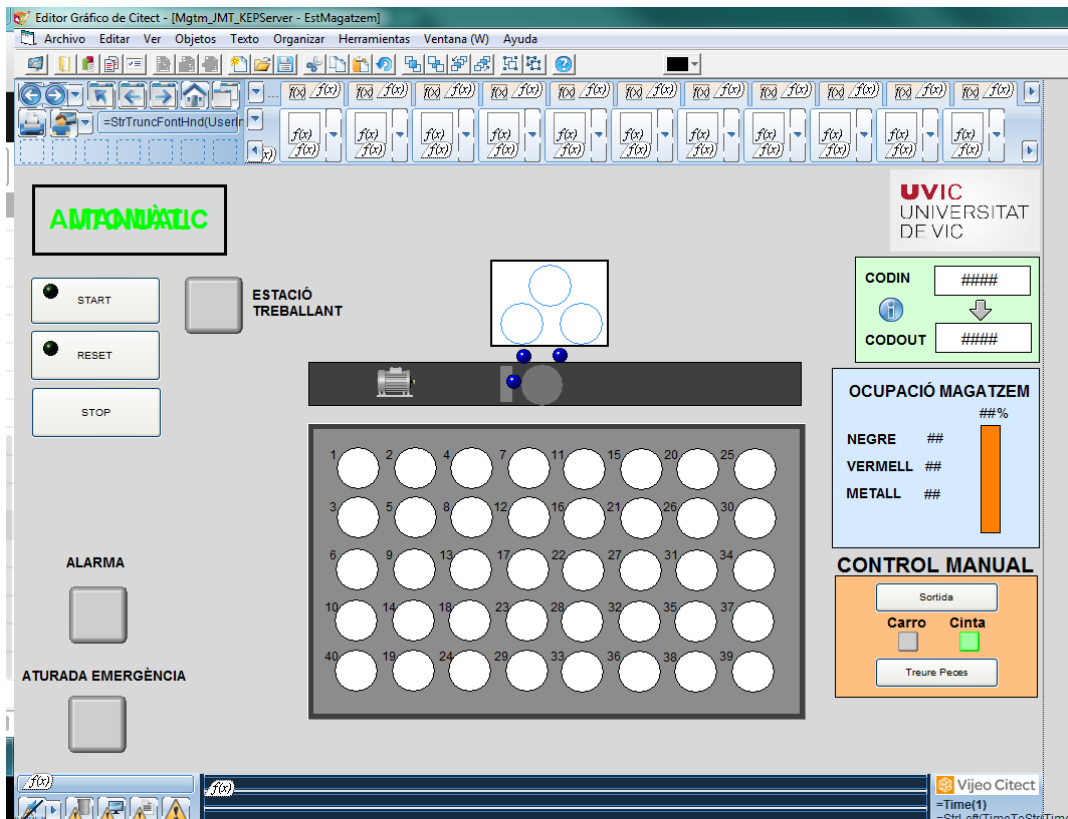 Editor Gráfico de Citect - [Mgtm_JMT_KEPServer - EstMagatzem]
Archivo Editar Ver Objetos Texto Organizar Herramientas Ventana (W) Ayuda
=StrTruncFontHnd(UserIr
UVIC
UNIVERSITAT
DE VIC
START
RESET
STOP
ESTACIÓ
TREBALLANT
CODIN ####
CODOUT ####
OCUPACIÓ MAGATZEM
##%
NEGRE ##
VERMELL ##
METALL ##
1 2 4 7 11 15 20 25
3 5 8 12 16 21 26 30
6 9 13 17 22 27 31 34
10 14 18 23 28 32 35 37
40 19 24 29 33 36 38 39
ALARMA
ATURADA EMERGÈNCIA
CONTROL MANUAL
Sortida
Carro Cinta
Treure Peces
f(x)
f(x)
Vijeo Citect
=Time(1)